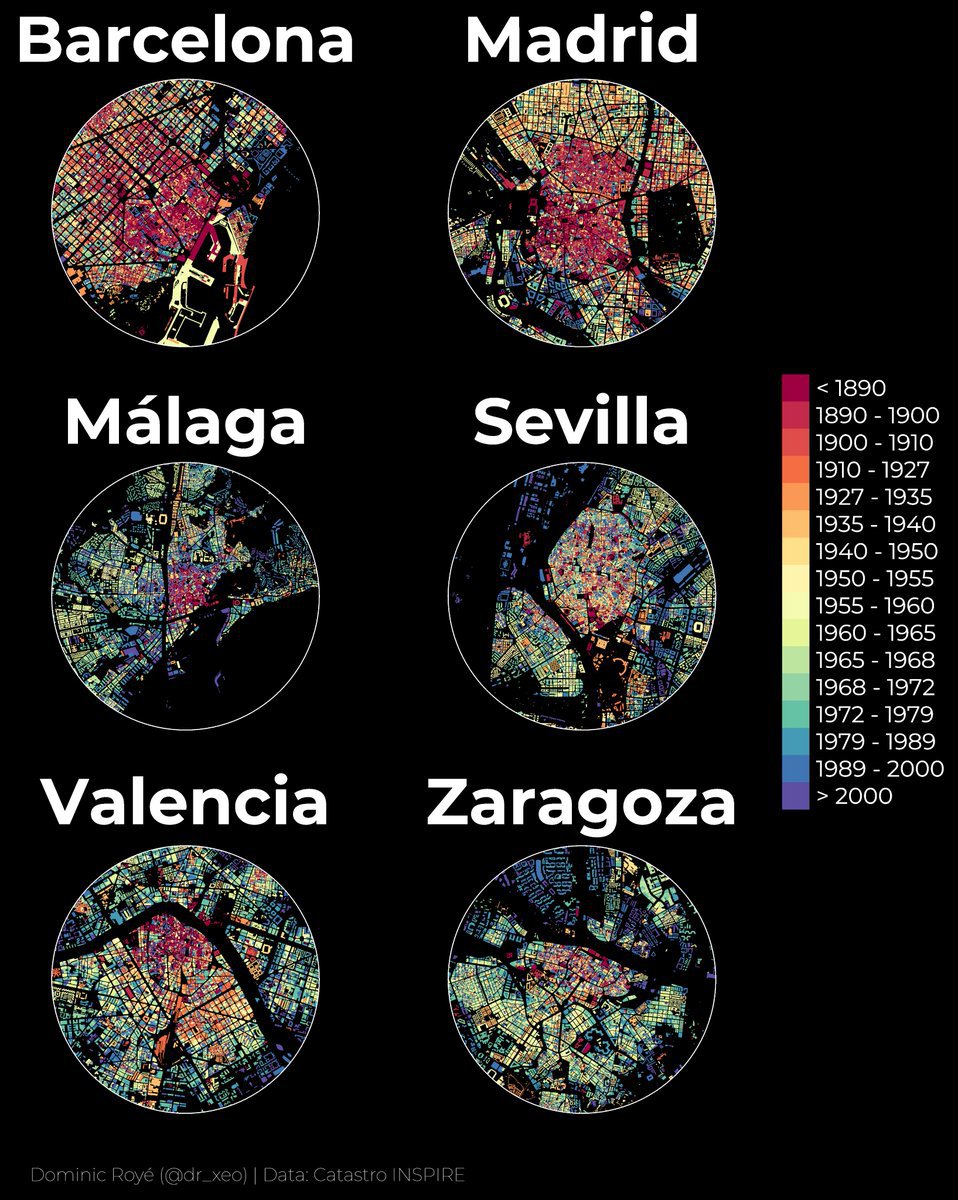 Barcelona
Madrid
Málaga
Sevilla
< 1890
1890 - 1900
1900 - 1910
1910 - 1927
1927 - 1935
1935 - 1940
1940 - 1950
1950 - 1955
1955 - 1960
1960 - 1965
1965 - 1968
1968 - 1972
1972 - 1979
1979 - 1989
1989 - 2000
> 2000
Valencia
Zaragoza
Dominic Royé (@dr_xeo) | Data: Catastro INSPIRE